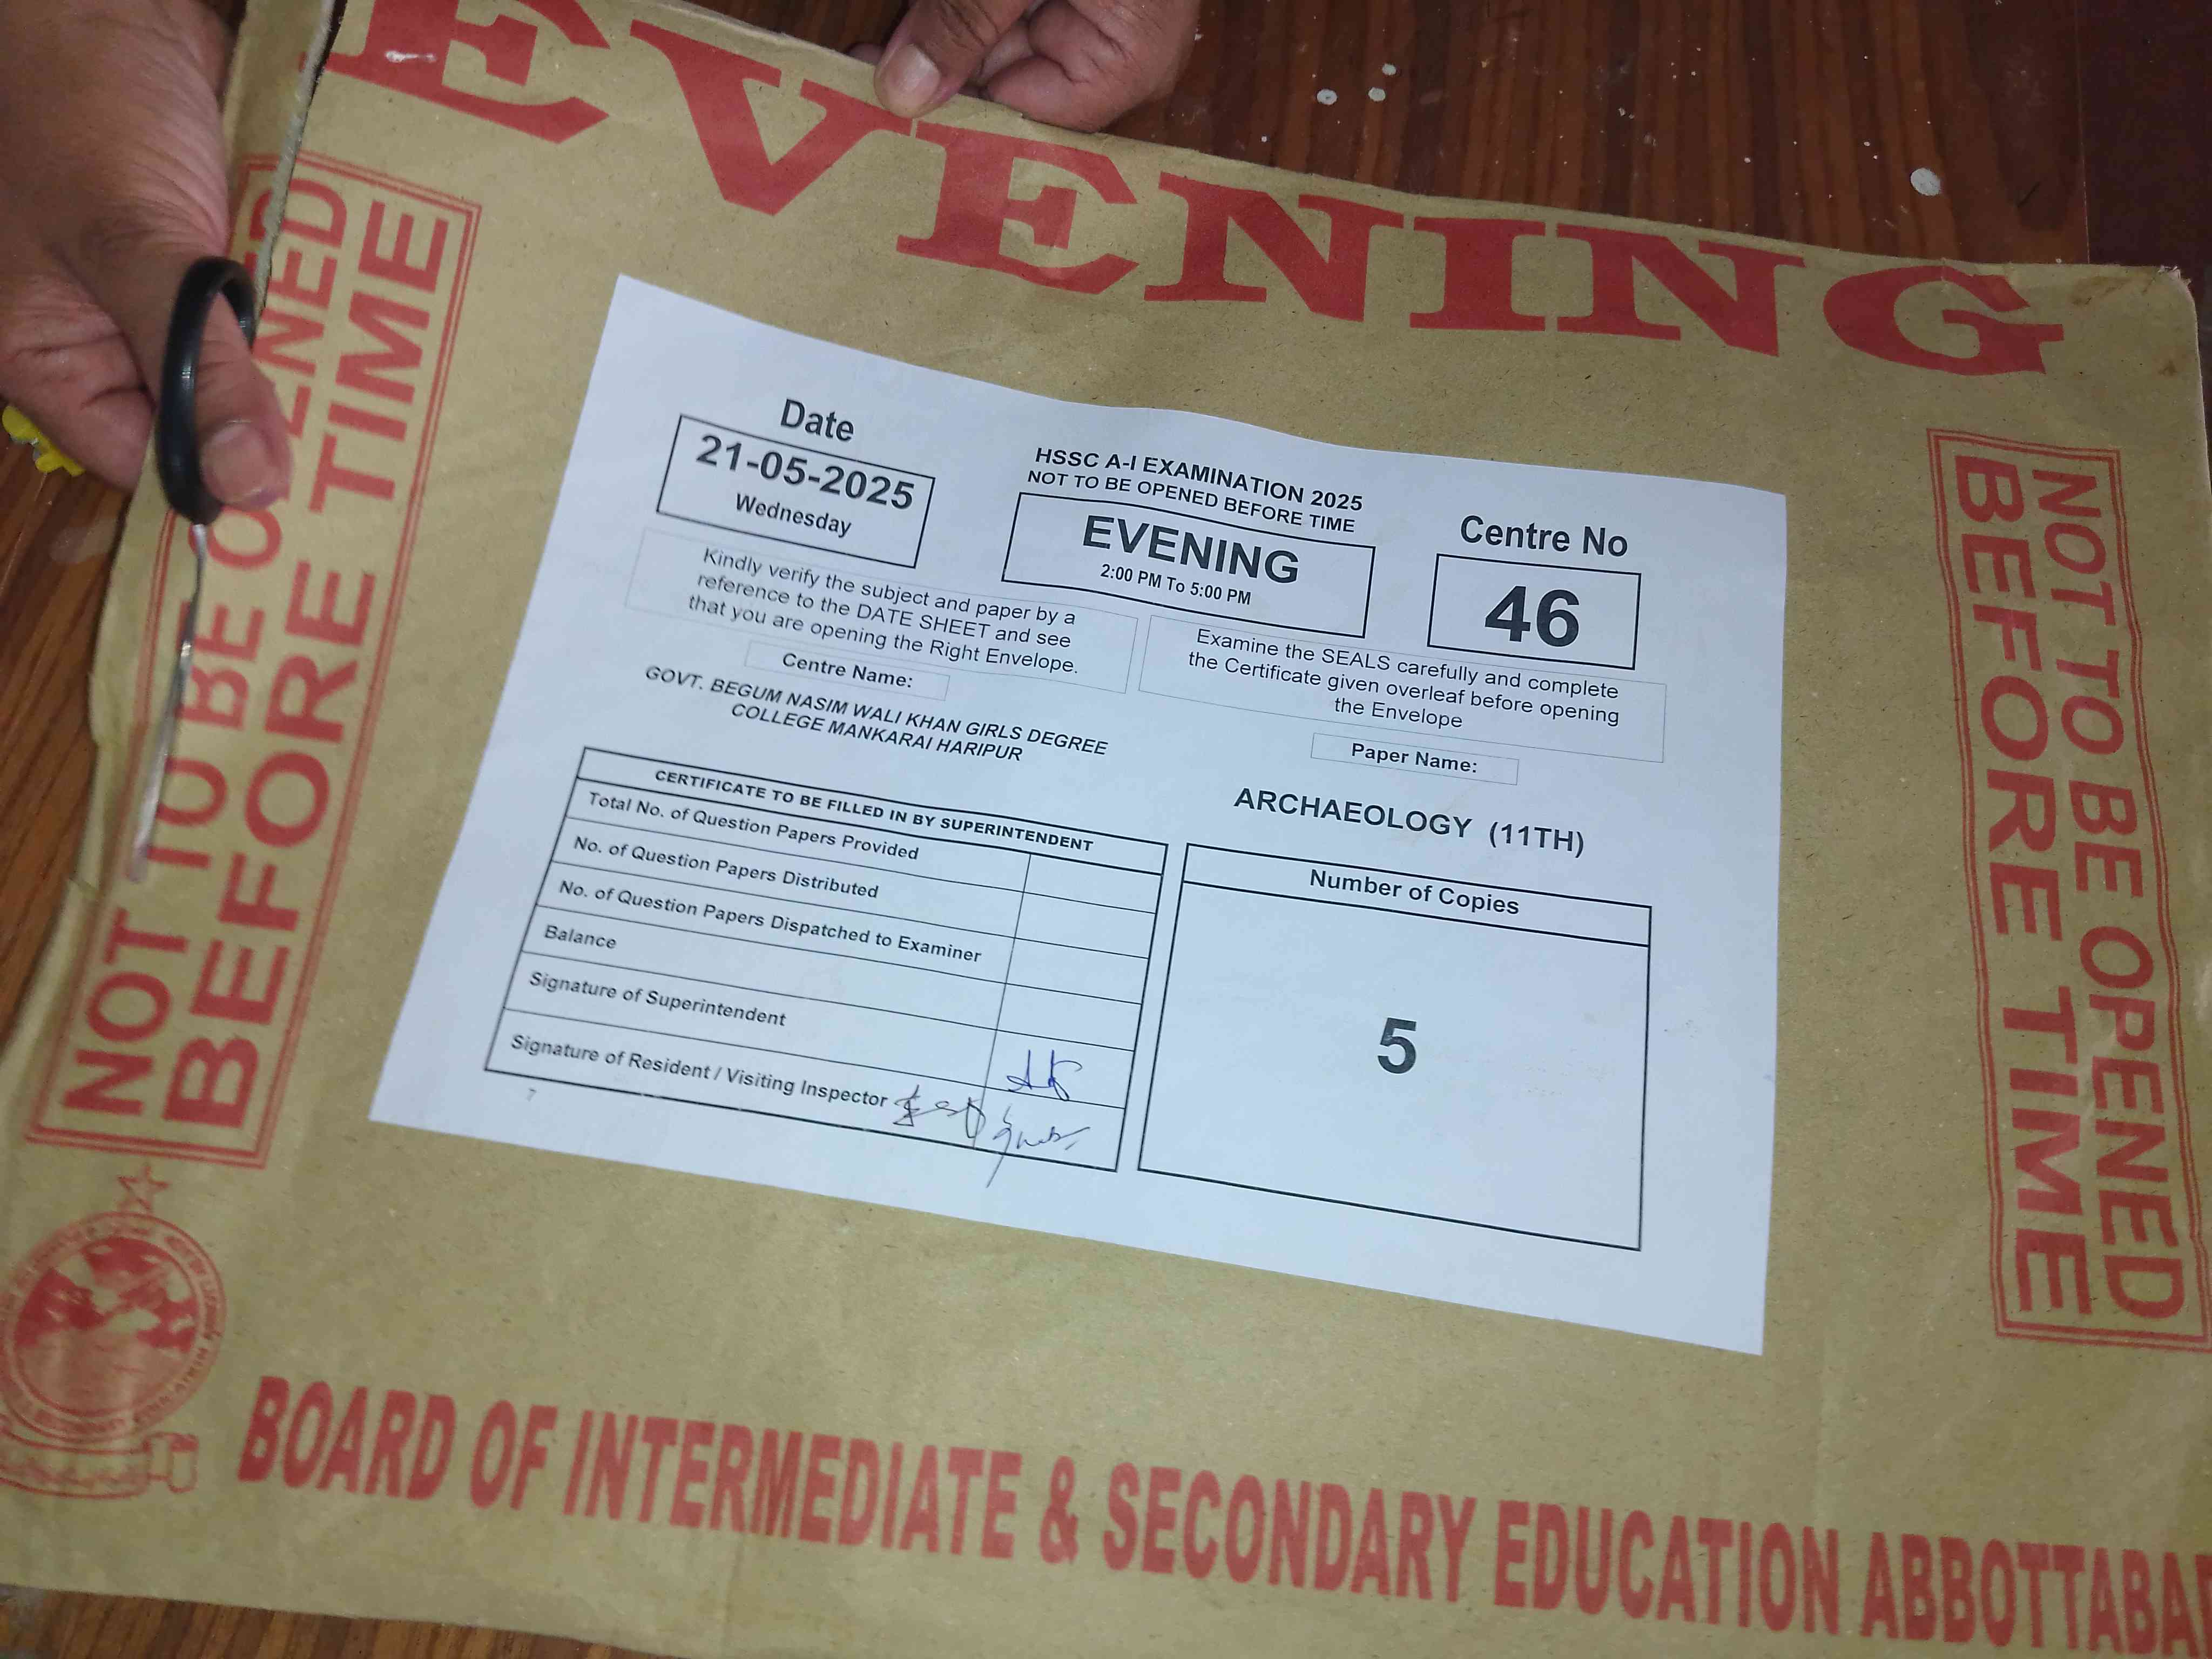 EVENING
NOT TO BE OPENED
BEFORE TIME
Date
21-05-2025
Wednesday
HSSC A-I EXAMINATION 2025
NOT TO BE OPENED BEFORE TIME
EVENING
2:00 PM To 5:00 PM
Centre No
46
Kindly verify the subject and paper by a
reference to the DATE SHEET and see
that you are opening the Right Envelope.
Examine the SEALS carefully and complete
the Certificate given overleaf before opening
the Envelope
Centre Name:
GOVT. BEGUM NASIM WALI KHAN GIRLS DEGREE
COLLEGE MANKARAI HARIPUR
Paper Name:
ARCHAEOLOGY (11TH)
CERTIFICATE TO BE FILLED IN BY SUPERINTENDENT
Total No. of Question Papers Provided
No. of Question Papers Distributed
No. of Question Papers Dispatched to Examiner
Balance
Signature of Superintendent
Signature of Resident / Visiting Inspector
7
Number of Copies
5
NOT TO BE OPENED
BEFORE TIME
BOARD OF INTERMEDIATE & SECONDARY EDUCATION ABBOTTABA